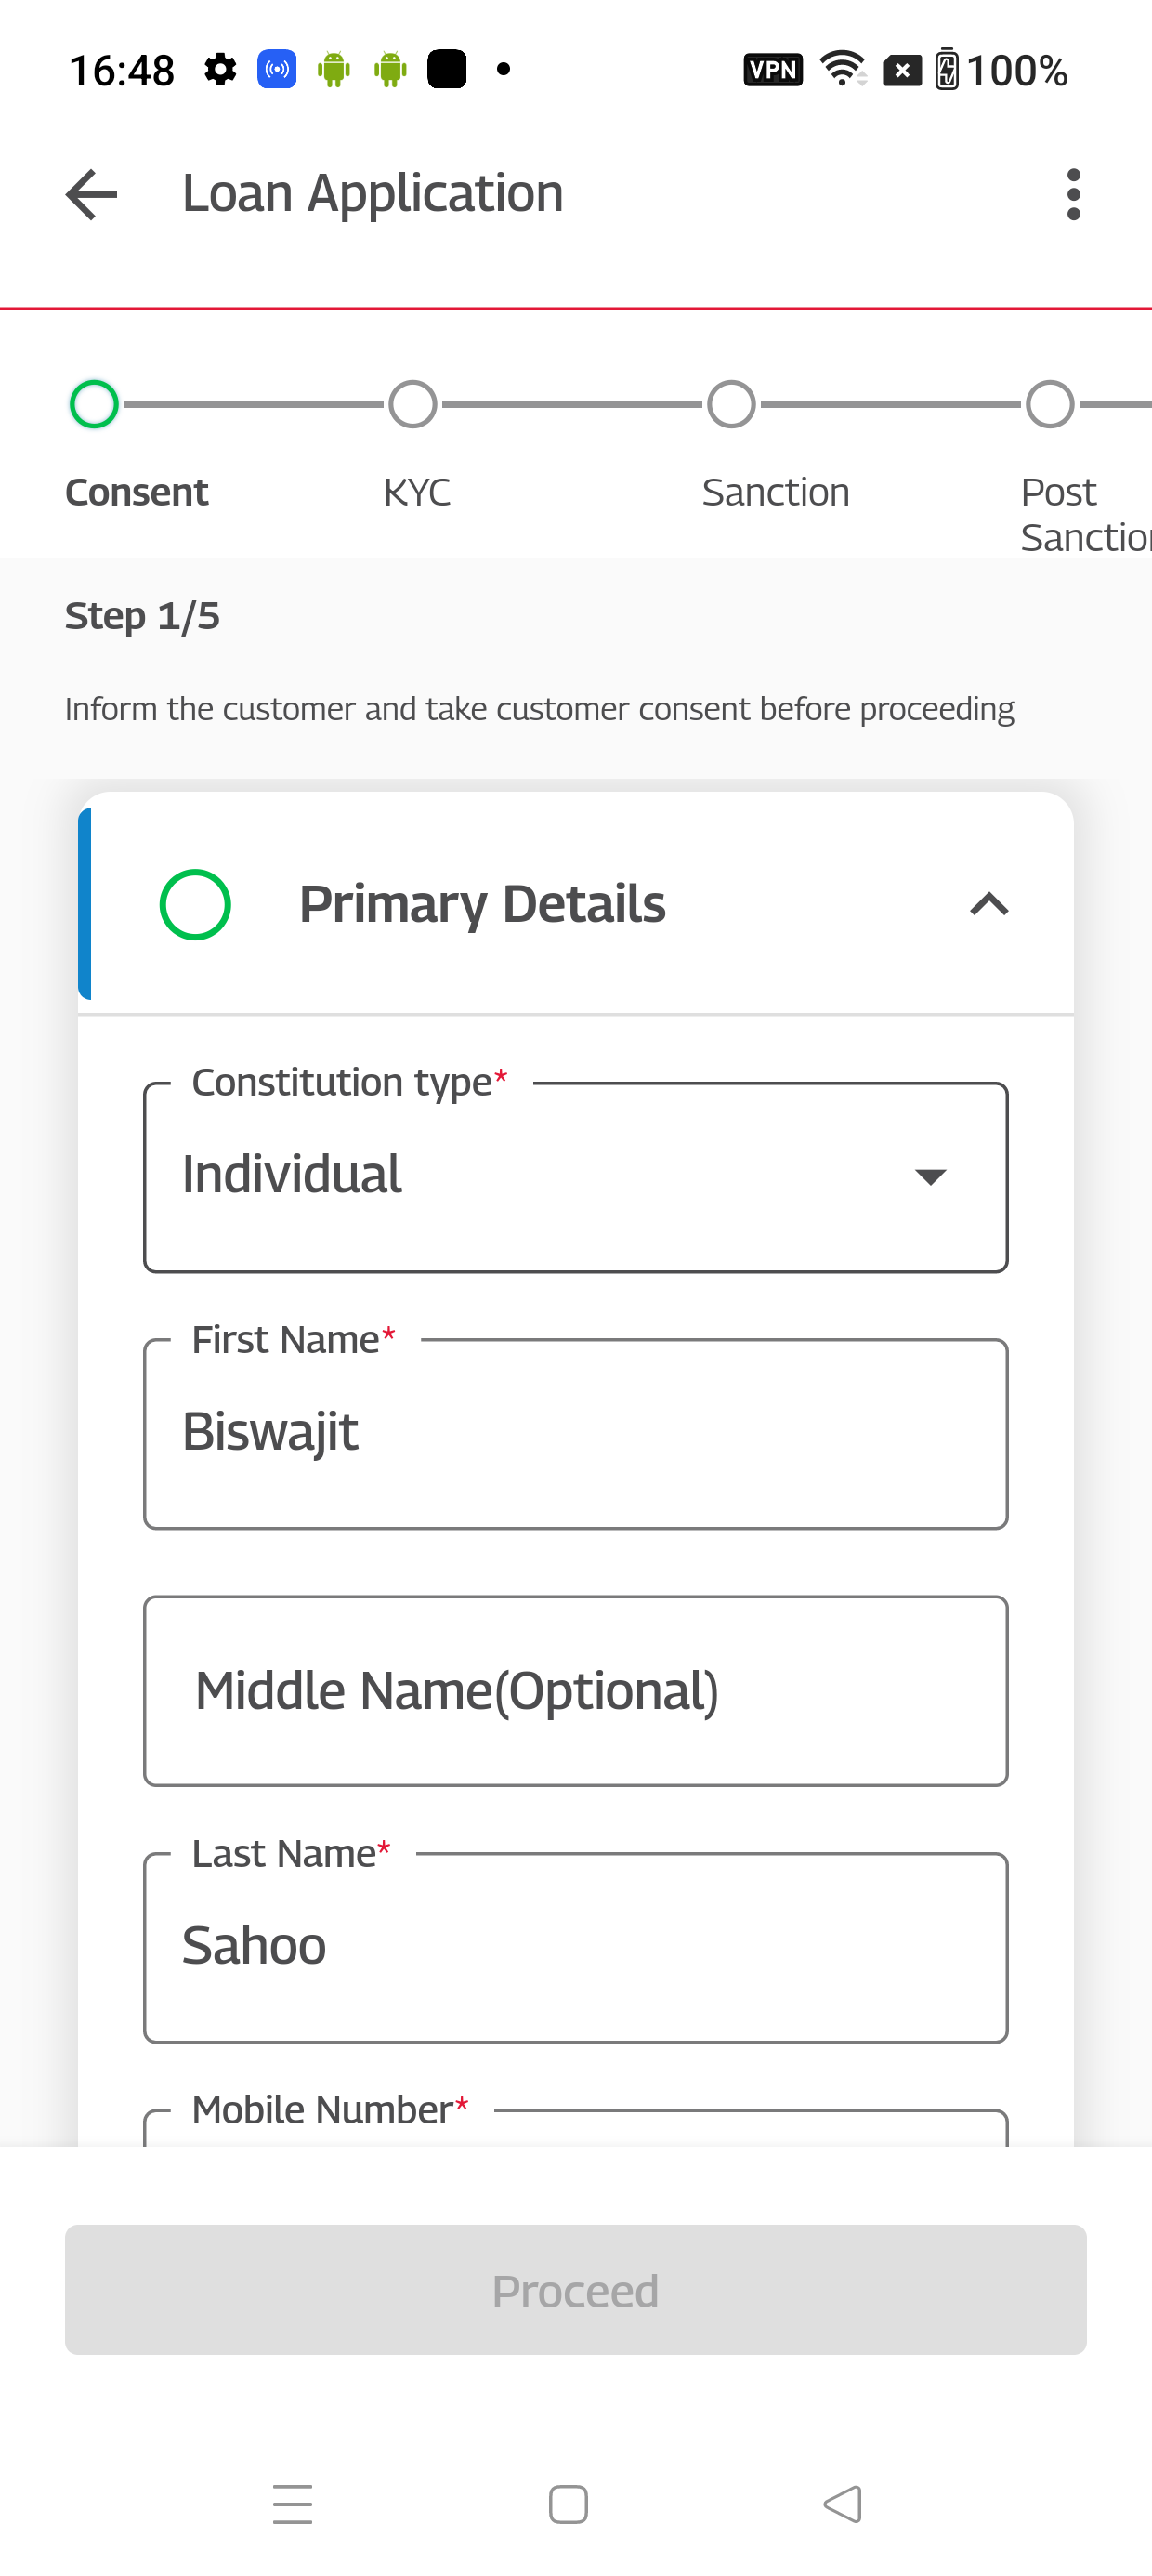 16:48
VPN
100%
Loan Application
Consent
KYC
Sanction
Post
Sanctio
Step 1/5
Inform the customer and take customer consent before proceeding
Primary Details
Constitution type*
Individual
First Name*
Biswajit
Middle Name(Optional)
Last Name*
Sahoo
Mobile Number*
Proceed